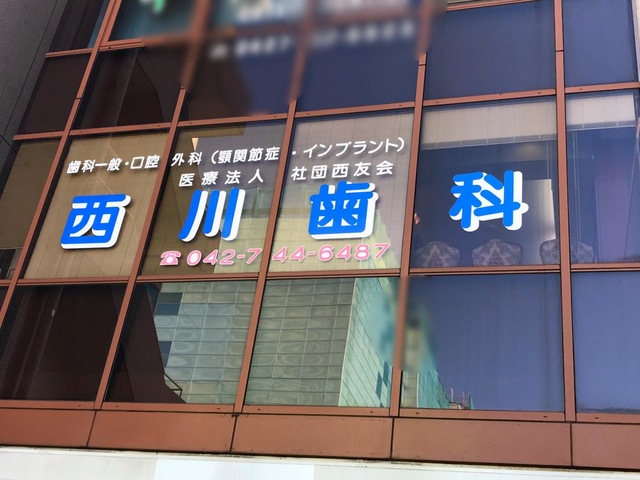 歯科一般・口腔外科（顎関節症・インプラント）
医療法人 社団西友会
西川歯科
☎042-744-6487